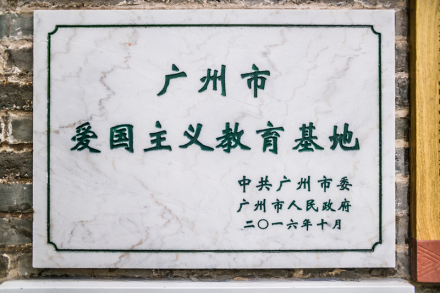 广州市
爱国主义教育基地
中共广州市委
广州市人民政府
二〇一六年十月